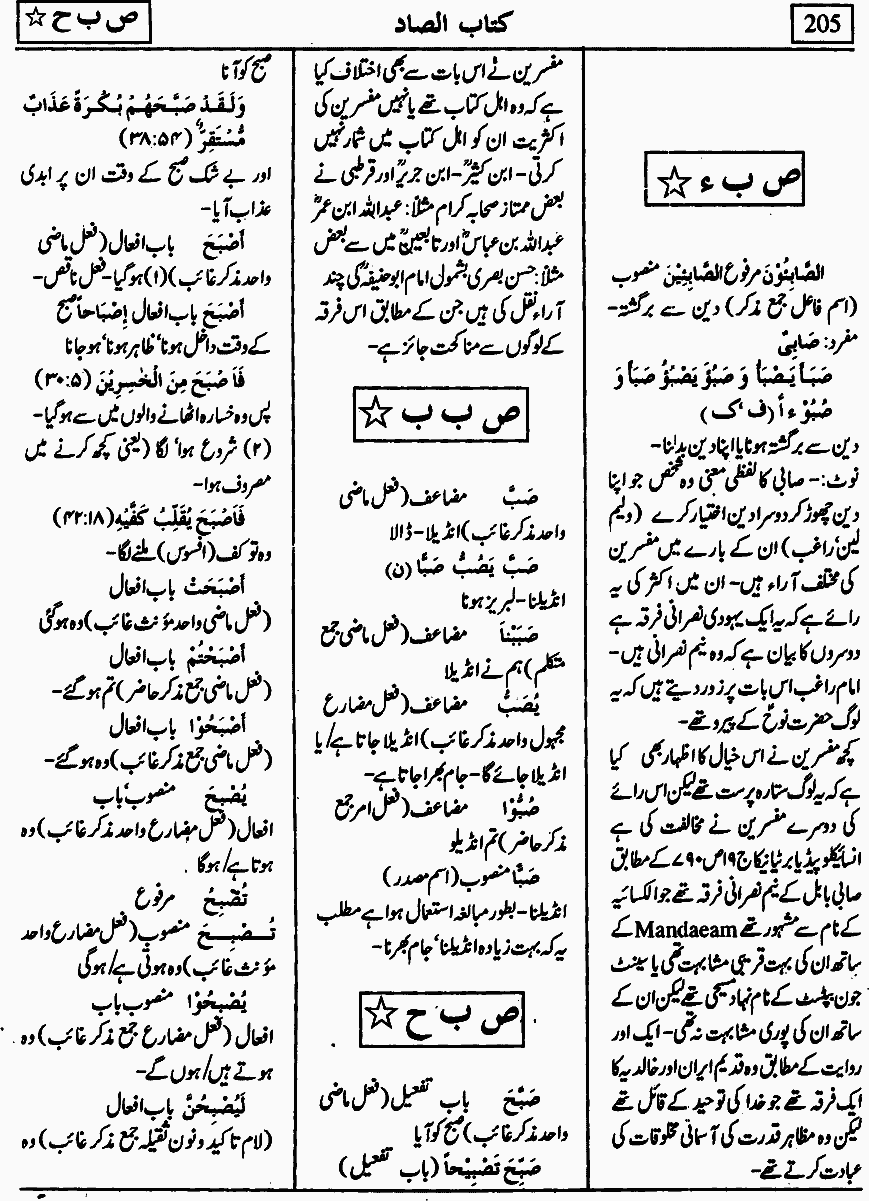 205
کتاب الصاد
ص ب ح ☆
ص ب ء ☆
الصَّابِئُوْنَ مرفوع الصَّابِئِيْنَ منصوب
(اسم فاعل جمع مذکر) دین سے برگشتہ-
مفرد: صَابِئٌ
صَبَأَ يَصْبَأُ وَ صَبُؤَ يَصْبُؤُ صَبَأً وَ
صُبُوْءاً (ف'ک)
دین سے برگشتہ ہونا یا اپنا دین بدلنا-
نوٹ:- صابی کا لفظی معنی وہ شخص جو اپنا
دین چھوڑ کر دوسرا دین اختیار کرے (ولیم
لین'راغب) ان کے بارے میں مفسرین
کی مختلف آراء ہیں- ان میں اکثر کی یہ
رائے ہے کہ یہ ایک یہودی نصرانی فرقہ ہے
دوسروں کا بیان ہے کہ وہ نیم نصرانی ہیں-
امام راغب اس بات پر زور دیتے ہیں کہ یہ
لوگ حضرت نوحؑ کے پیرو تھے-
کچھ مفسرین نے اس خیال کا اظہار بھی کیا
ہے کہ یہ لوگ ستارہ پرست تھے لیکن اس رائے
کی دوسرے مفسرین نے مخالفت کی ہے
انسائیکلوپیڈیا برٹیانیکا ج۱۹ ص۷۹۰ کے مطابق
صابی بابل کے نیم نصرانی فرقہ تھے جو الکسائیہ
کے نام سے مشہور تھے Mandaeam کے
ساتھ ان کی بہت قریبی مشابہت تھی یا سینٹ
جون پبٹسٹ کے نام نہاد مسیحی تھے لیکن ان کے
ساتھ ان کی پوری مشابہت نہ تھی- ایک اور
روایت کے مطابق وہ قدیم ایران اور خالدیہ کا
ایک فرقہ تھے جو خدا کی توحید کے قائل تھے
لیکن وہ مظاہر قدرت کی آسمانی مخلوقات کی
عبادت کرتے تھے-
مفسرین نے اس بات سے بھی اختلاف کیا
ہے کہ وہ اہل کتاب تھے یا نہیں مفسرین کی
اکثریت ان کو اہل کتاب میں شمار نہیں
کرتی- ابن کثیرؒ- ابن جریرؒ اور قرطبی نے
بعض ممتاز صحابہ کرام مثلاً: عبداللہ ابن عمرؓ
عبداللہ بن عباسؓ اور تابعینؒ میں سے بعض
مثلاً: حسن بصری بشمول امام ابوحنیفہؒ کی چند
آراء نقل کی ہیں جن کے مطابق اس فرقہ
کے لوگوں سے مناکحت جائز ہے-
ص ب ب ☆
صَبَّ مضاعف (فعل ماضی
واحد مذکر غائب) انڈیلا- ڈالا
صَبَّ يَصُبُّ صَبًّا (ن)
انڈیلنا- لبریز ہونا
صَبَبْنَا مضاعف (فعل ماضی جمع
متکلم) ہم نے انڈیلا
يُصَبُّ مضاعف (فعل مضارع
مجہول واحد مذکر غائب) انڈیلا جاتا ہے/ یا
انڈیلا جائے گا- جام بھرا جاتا ہے-
صُبُّوْا مضاعف (فعل امر جمع
مذکر حاضر) تم انڈیلو
صَبًّا منصوب (اسم مصدر)
انڈیلنا- بطور مبالغہ استعمال ہوا ہے مطلب
یہ کہ بہت زیادہ انڈیلنا' جام بھرنا-
ص ب ح ☆
صَبَّحَ باب تفعیل (فعل ماضی
واحد مذکر غائب) صبح کو آیا
صَبَّحَ تَصْبِيْحاً (باب تفعیل)
صبح کو آنا
وَلَقَدْ صَبَّحَهُمْ بُكْرَةً عَذَابٌ
مُّسْتَقِرٌّ (۳۸:۵۴)
اور بے شک صبح کے وقت ان پر ابدی
عذاب آیا-
أَصْبَحَ باب افعال (فعل ماضی
واحد مذکر غائب) (۱) ہو گیا- فعل ناقص-
أَصْبَحَ باب افعال إِصْبَاحاً صبح
کے وقت داخل ہونا' ظاہر ہونا' ہو جانا
فَأَصْبَحَ مِنَ الْخٰسِرِيْنَ (۳۰:۵)
پس وہ خسارہ اٹھانے والوں میں سے ہو گیا-
(۲) شروع ہوا' لگا (یعنی کچھ کرنے میں
مصروف ہوا-
فَأَصْبَحَ يُقَلِّبُ كَفَّيْهِ (۴۲:۱۸)
وہ تو کف (افسوس) ملنے لگا-
أَصْبَحَتْ باب افعال
(فعل ماضی واحد مؤنث غائب) وہ ہو گئی
أَصْبَحْتُمْ باب افعال
(فعل ماضی جمع مذکر حاضر) تم ہو گئے-
أَصْبَحُوْا باب افعال
(فعل ماضی جمع مذکر غائب) وہ ہو گئے-
يُصْبِحَ منصوب'باب
افعال (فعل مضارع واحد مذکر غائب) وہ
ہوتا ہے/ ہوگا
تُصْبِحُ مرفوع
تُصْبِحَ منصوب (فعل مضارع واحد
مؤنث غائب) وہ ہوتی ہے/ ہوگی
يُصْبِحُوْا منصوب باب
افعال (فعل مضارع جمع مذکر غائب) وہ
ہوتے ہیں/ ہوں گے-
لَيُصْبِحُنَّ باب افعال
(لام تاکید و نون ثقیلہ جمع مذکر غائب) وہ